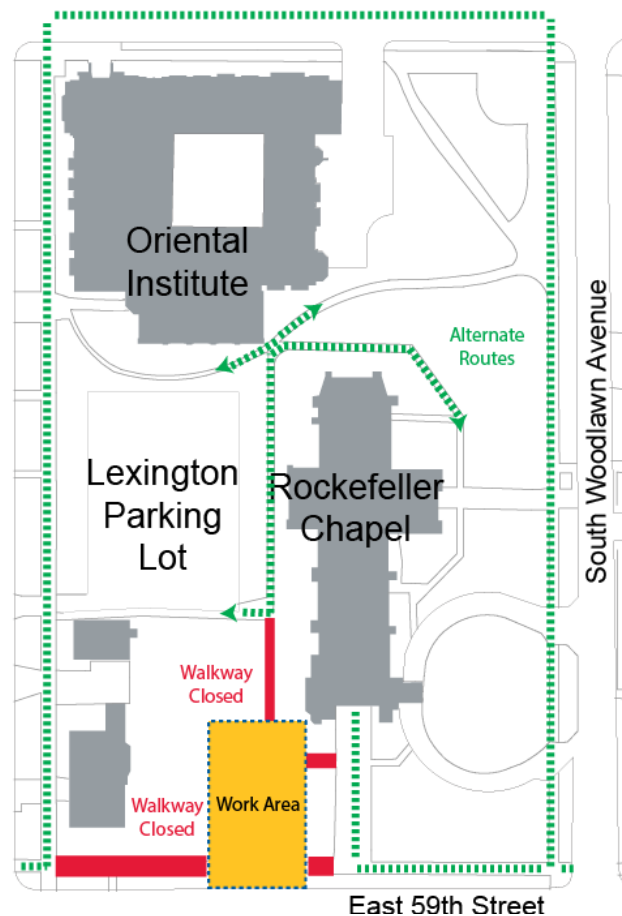 Oriental
Institute
Alternate
Routes
South Woodlawn Avenue
Lexington
Parking
Lot
Rockefeller
Chapel
Walkway
Closed
Walkway
Closed
Work Area
East 59th Street